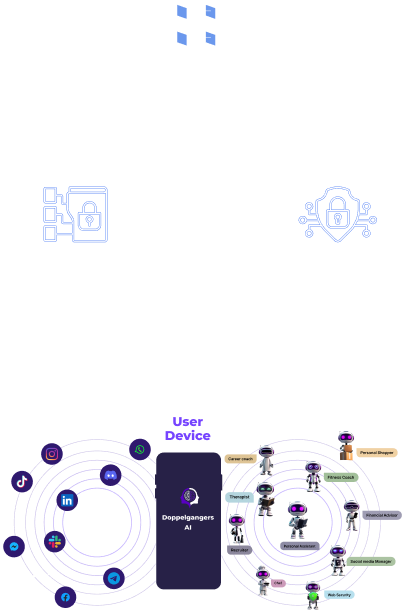 User
Device
Personal Shopper
Career coach
Fitness Coach
Therapist
Doppelgangers
AI
Financial Advisor
Recruiter
Personal Assistant
Social media Manager
Chef
Web Security